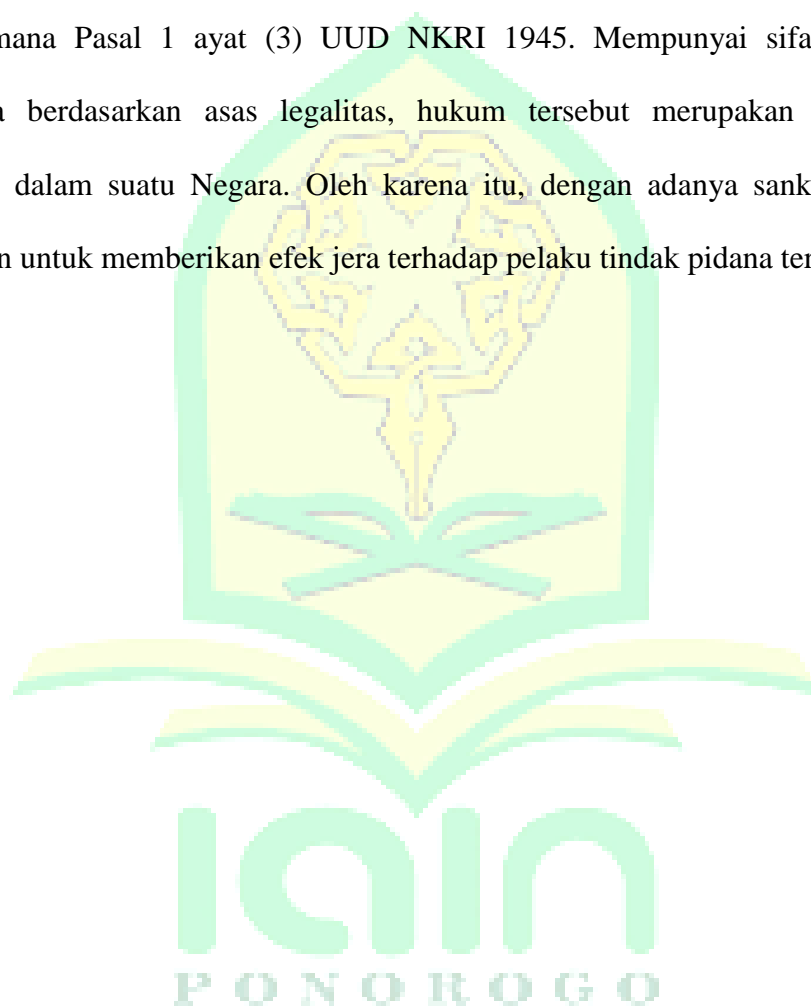 mana Pasal 1 ayat (3) UUD NKRI 1945. Mempunyai sifa
berdasarkan asas legalitas, hukum tersebut merupakan
dalam suatu Negara. Oleh karena itu, dengan adanya sank
n untuk memberikan efek jera terhadap pelaku tindak pidana ter
iain
PONOROGO